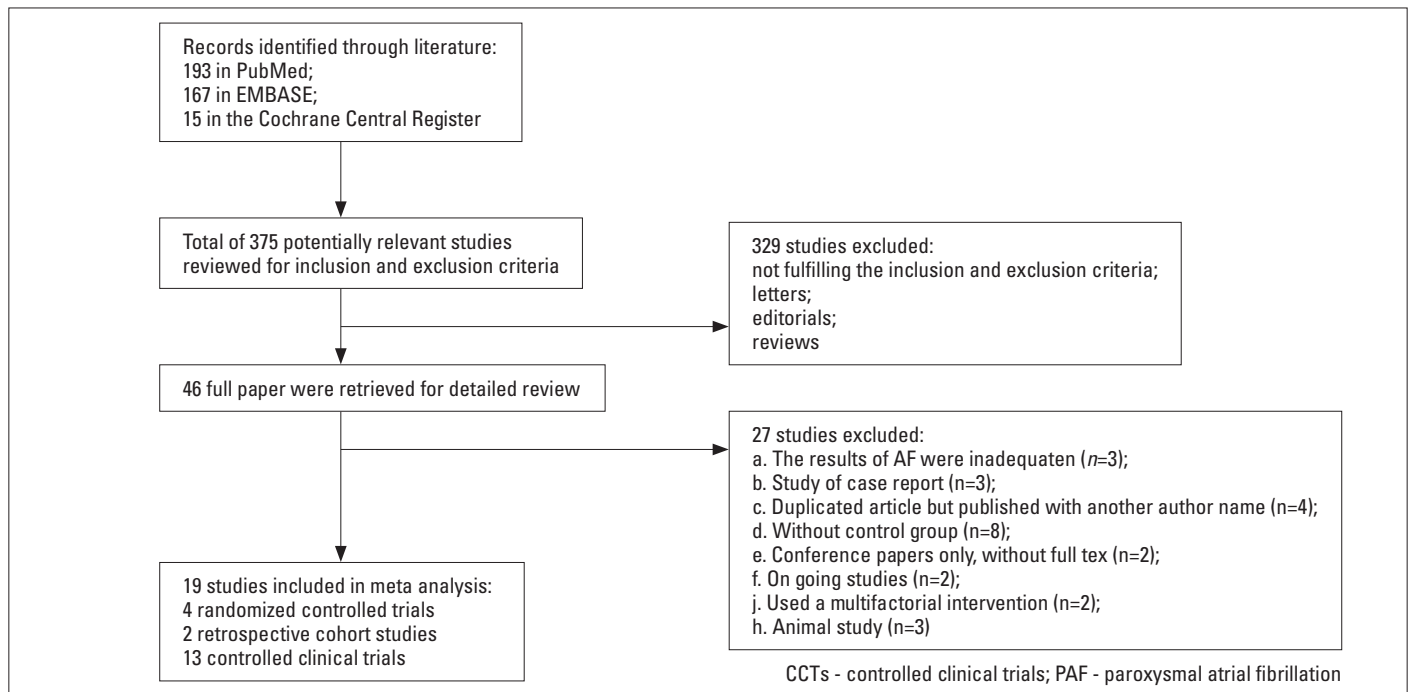 Records identified through literature:
193 in PubMed;
167 in EMBASE;
15 in the Cochrane Central Register
Total of 375 potentially relevant studies
reviewed for inclusion and exclusion criteria
329 studies excluded:
not fulfilling the inclusion and exclusion criteria;
letters;
editorials;
reviews
46 full paper were retrieved for detailed review
27 studies excluded:
a. The results of AF were inadequaten (n=3);
b. Study of case report (n=3);
c. Duplicated article but published with another author name (n=4);
d. Without control group (n=8);
e. Conference papers only, without full tex (n=2);
f. On going studies (n=2);
j. Used a multifactorial intervention (n=2);
h. Animal study (n=3)
19 studies included in meta analysis:
4 randomized controlled trials
2 retrospective cohort studies
13 controlled clinical trials
CCTs - controlled clinical trials; PAF - paroxysmal atrial fibrillation